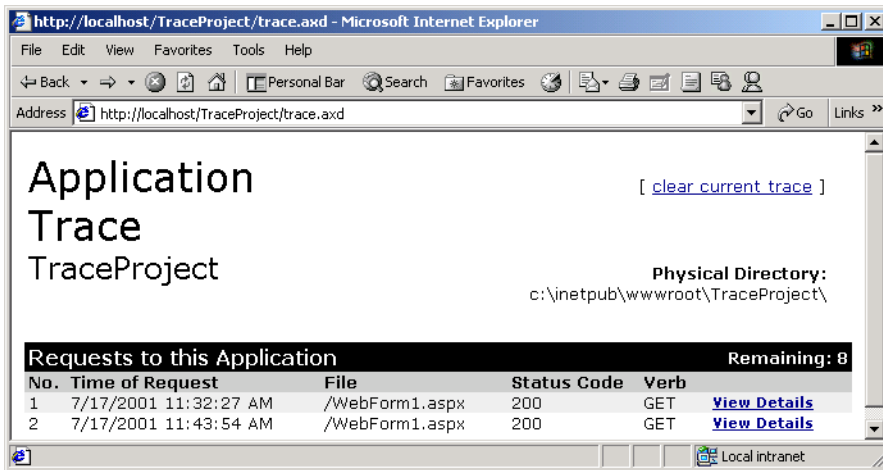 http://localhost/TraceProject/trace.axd - Microsoft Internet Explorer
File Edit View Favorites Tools Help
Back Personal Bar Search Favorites
Address http://localhost/TraceProject/trace.axd Go Links »
Application
Trace
[ clear current trace ]
TraceProject
Physical Directory:
c:\inetpub\wwwroot\TraceProject\
Requests to this Application Remaining: 8
No. Time of Request File Status Code Verb
1 7/17/2001 11:32:27 AM /WebForm1.aspx 200 GET View Details
2 7/17/2001 11:43:54 AM /WebForm1.aspx 200 GET View Details
Local intranet